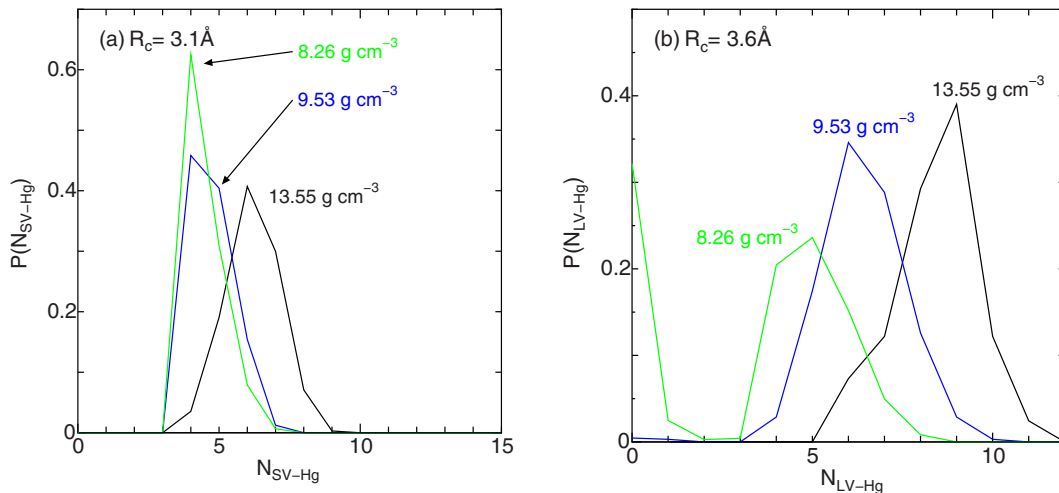 (a) R_c= 3.1Å
8.26 g cm⁻³
9.53 g cm⁻³
13.55 g cm⁻³
P(N_SV−Hg)
0.6
0.4
0.2
0
0 5 10 15
N_SV−Hg
(b) R_c= 3.6Å
13.55 g cm⁻³
9.53 g cm⁻³
8.26 g cm⁻³
P(N_LV−Hg)
0.4
0.2
0
5 10
N_LV−Hg